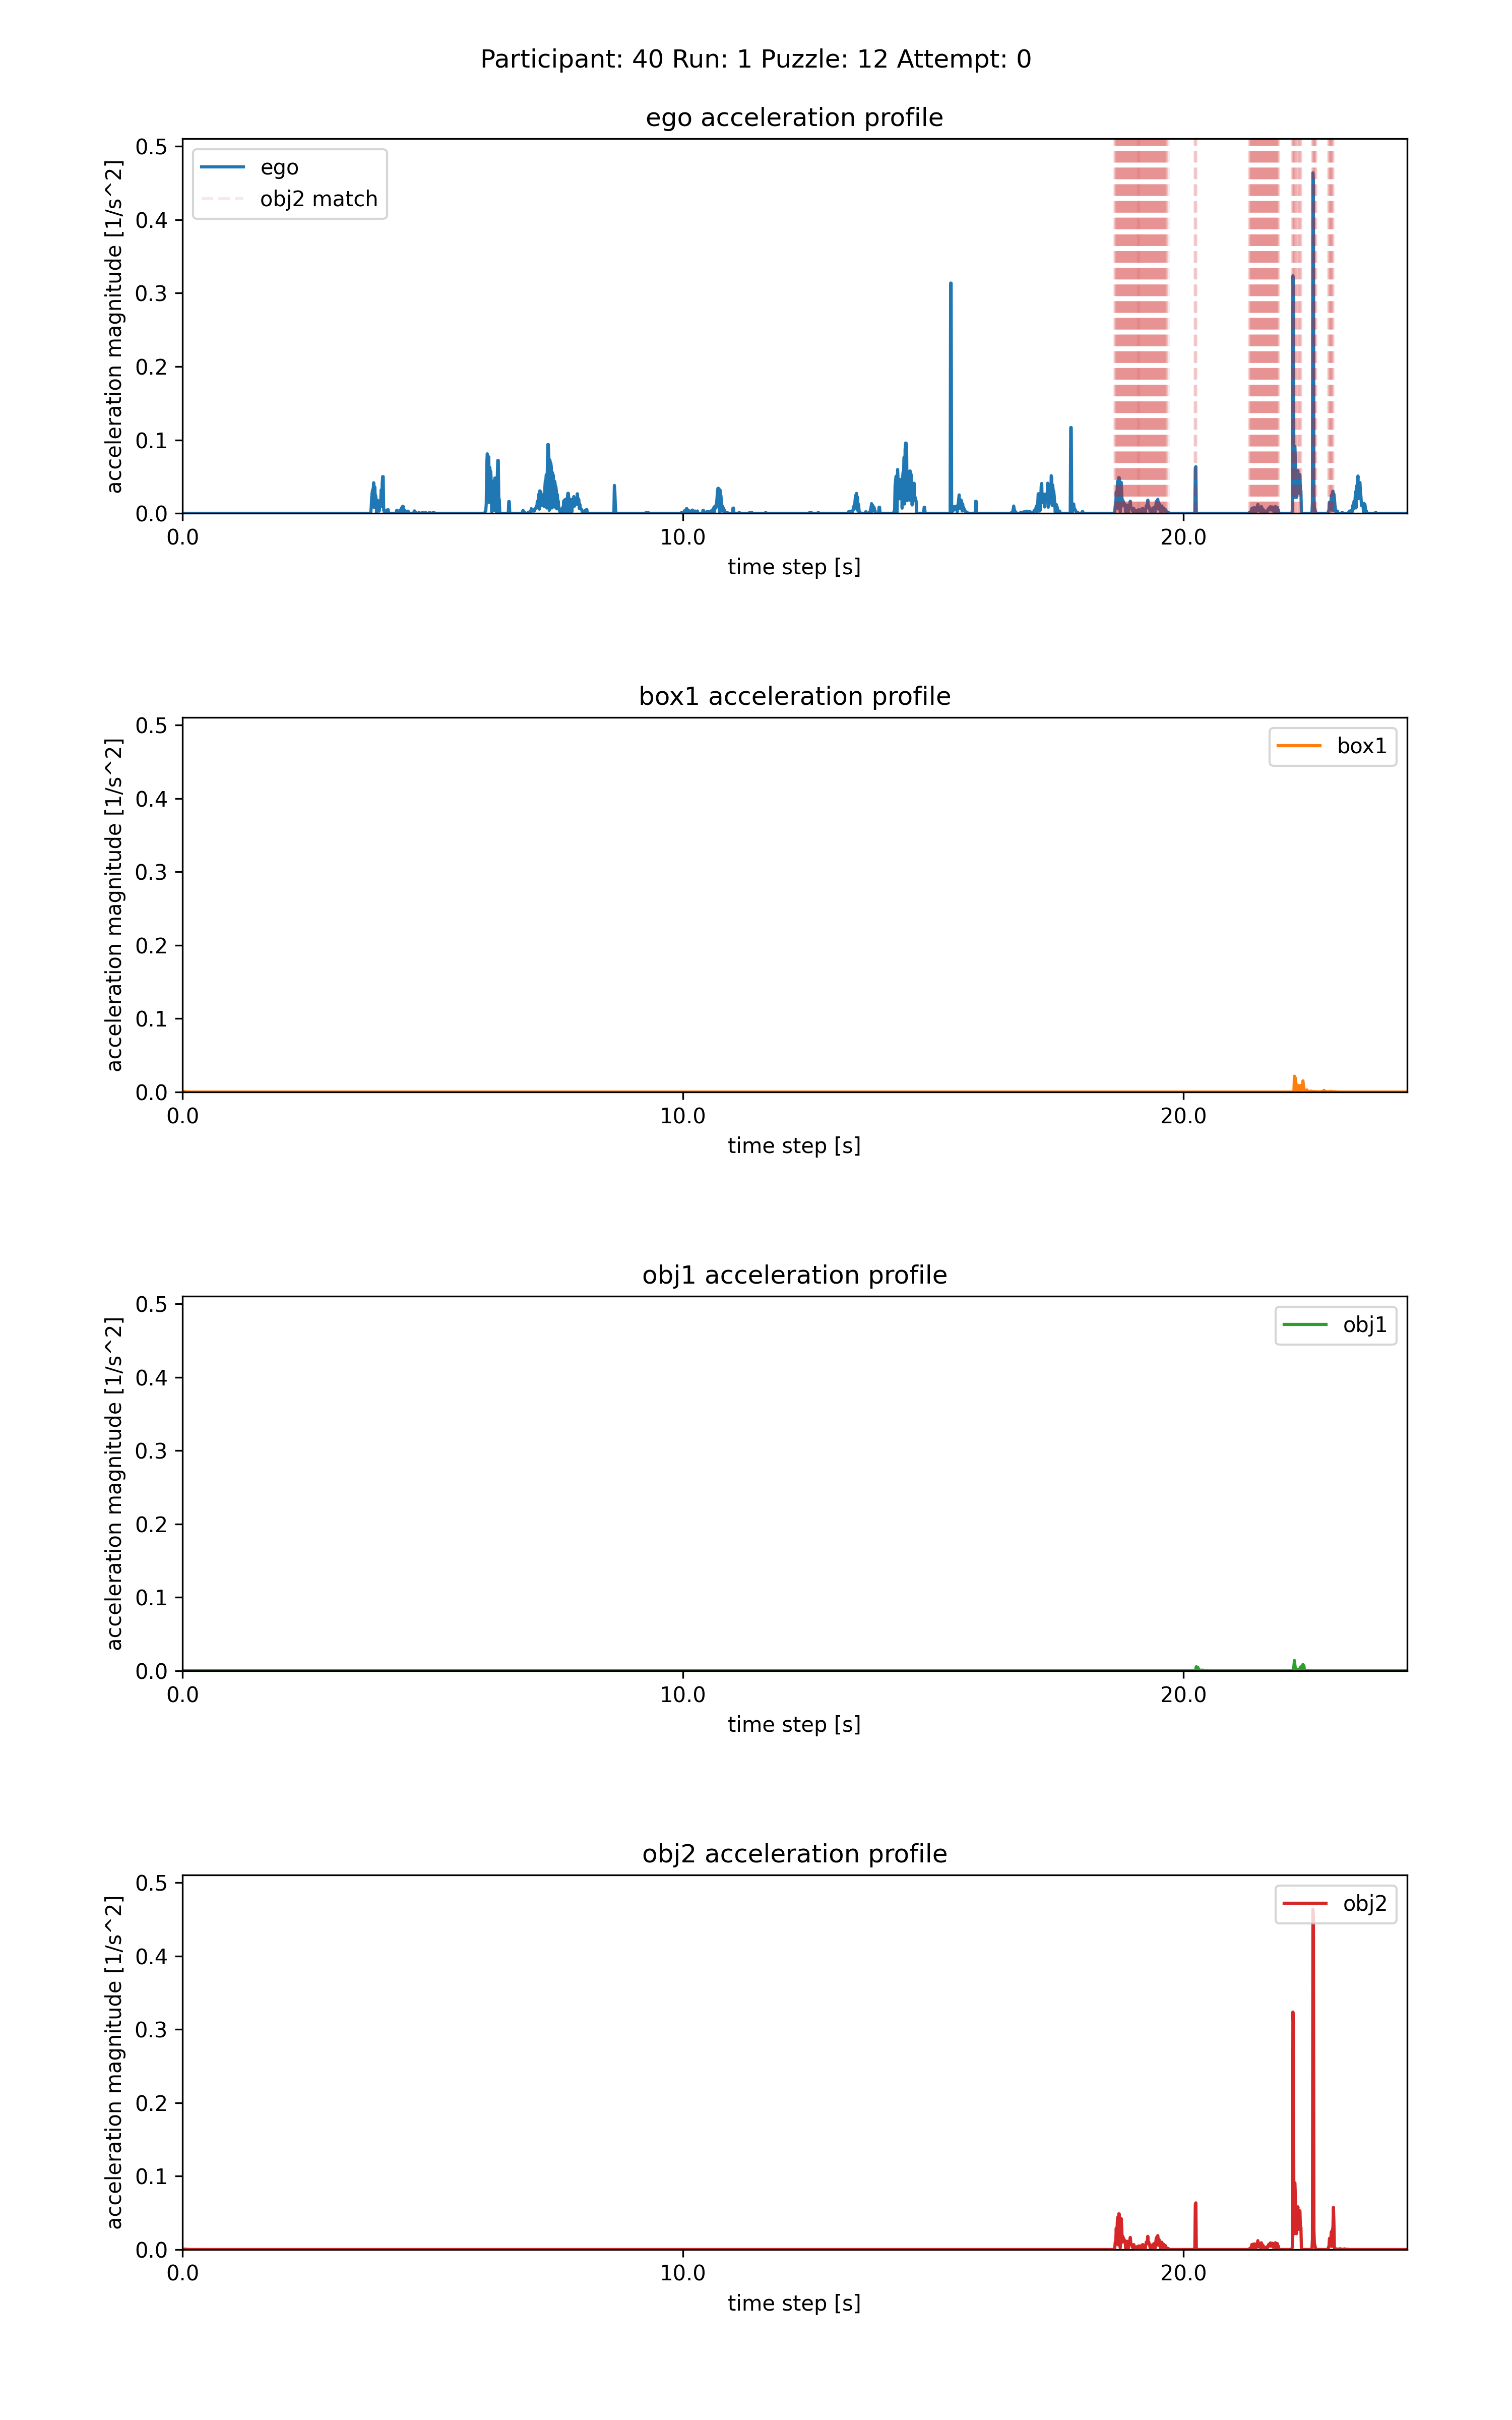 Participant: 40 Run: 1 Puzzle: 12 Attempt: 0
ego acceleration profile
acceleration magnitude [1/s^2]
0.5
0.4
0.3
0.2
0.1
0.0
ego
obj2 match
0.0 10.0 20.0
time step [s]
box1 acceleration profile
acceleration magnitude [1/s^2]
0.5
0.4
0.3
0.2
0.1
0.0
box1
0.0 10.0 20.0
time step [s]
obj1 acceleration profile
acceleration magnitude [1/s^2]
0.5
0.4
0.3
0.2
0.1
0.0
obj1
0.0 10.0 20.0
time step [s]
obj2 acceleration profile
acceleration magnitude [1/s^2]
0.5
0.4
0.3
0.2
0.1
0.0
obj2
0.0 10.0 20.0
time step [s]